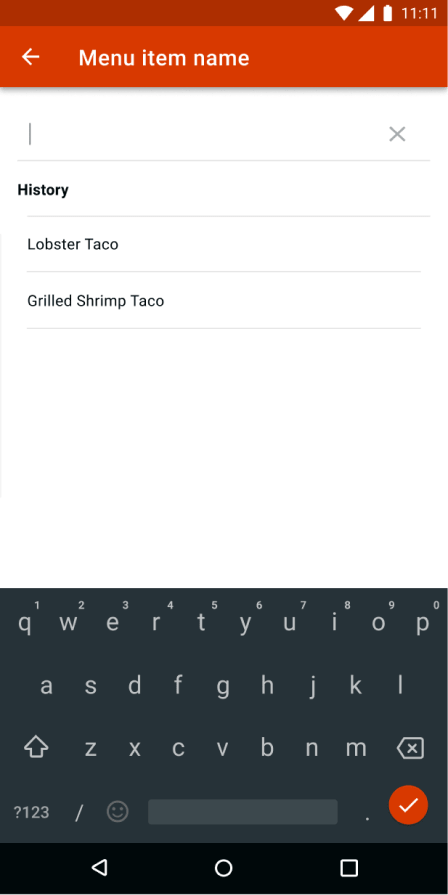 11:11
Menu item name
History
Lobster Taco
Grilled Shrimp Taco
1 2 3 4 5 6 7 8 9 0
q w e r t y u i o p
a s d f g h j k l
z x c v b n m
?123 / .